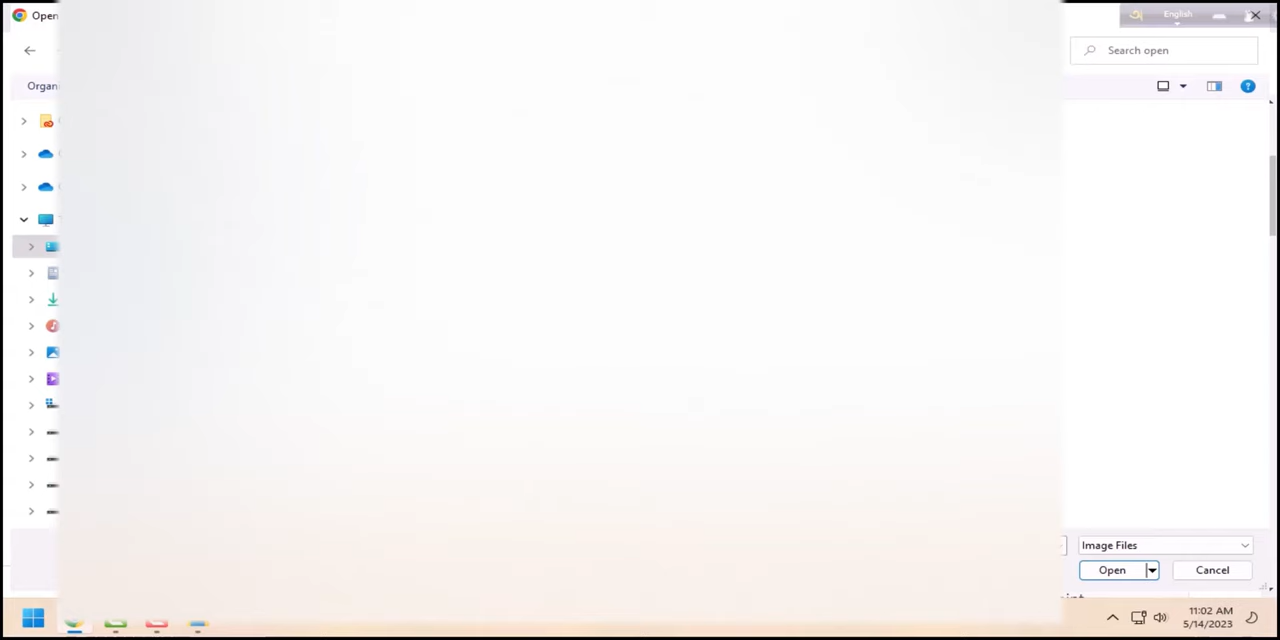 Open
English
Search open
Organ
Image Files
Open
Cancel
11:02 AM
5/14/2023